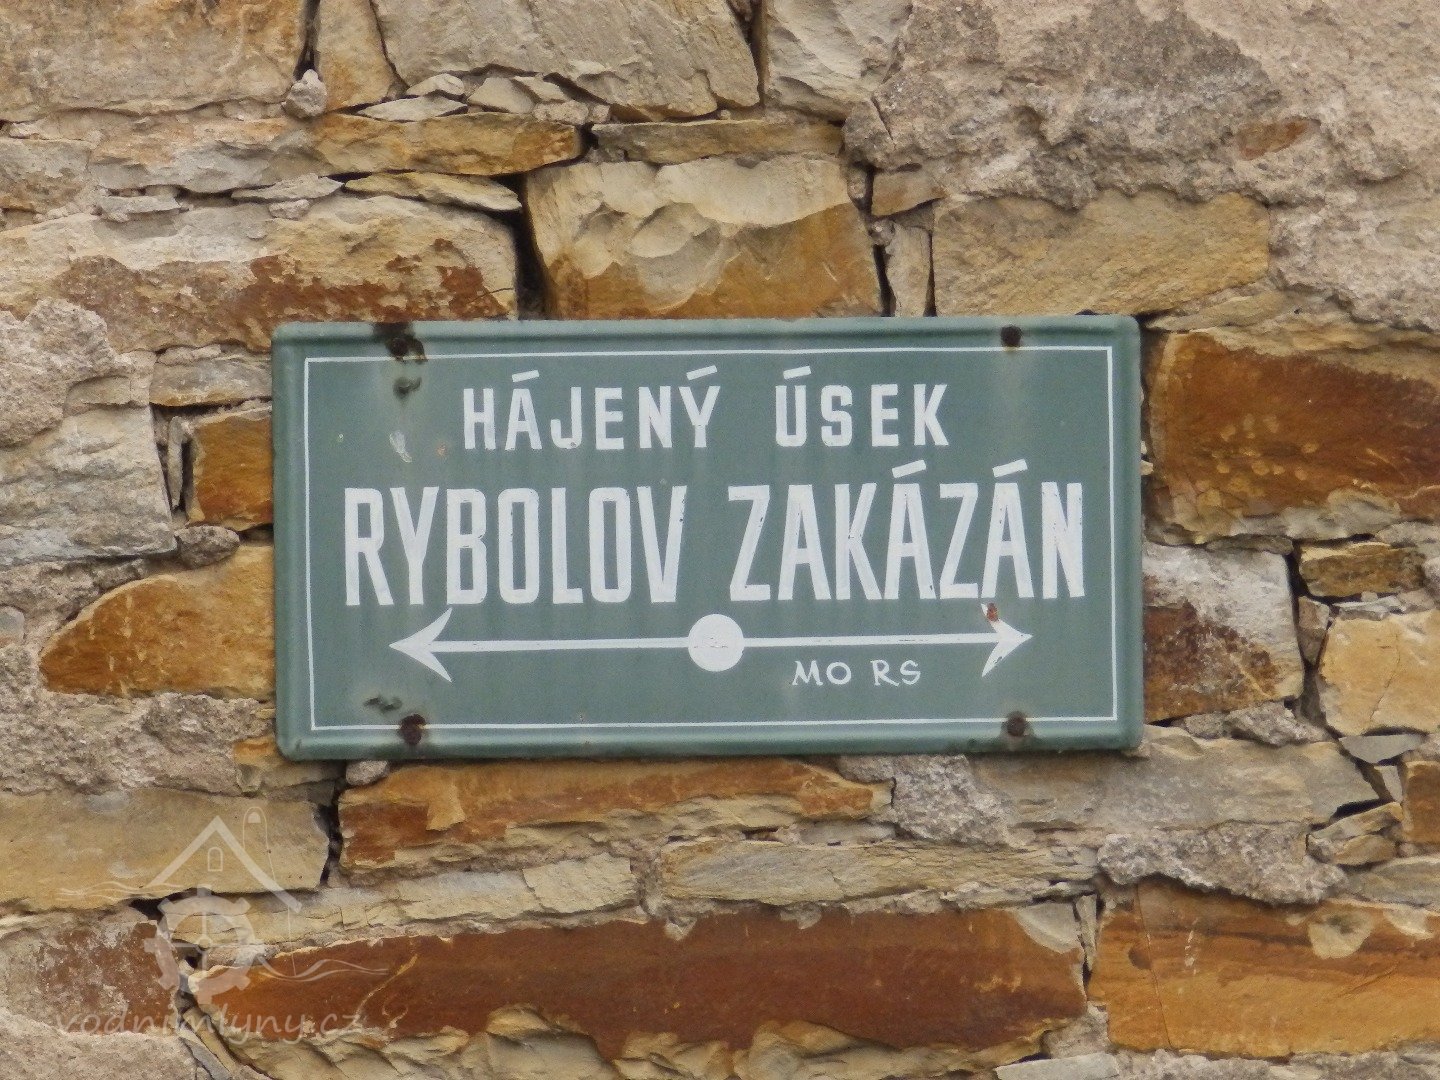 HÁJENÝ ÚSEK
RYBOLOV ZAKÁZÁN
MO RS
vodnimlyny.cz